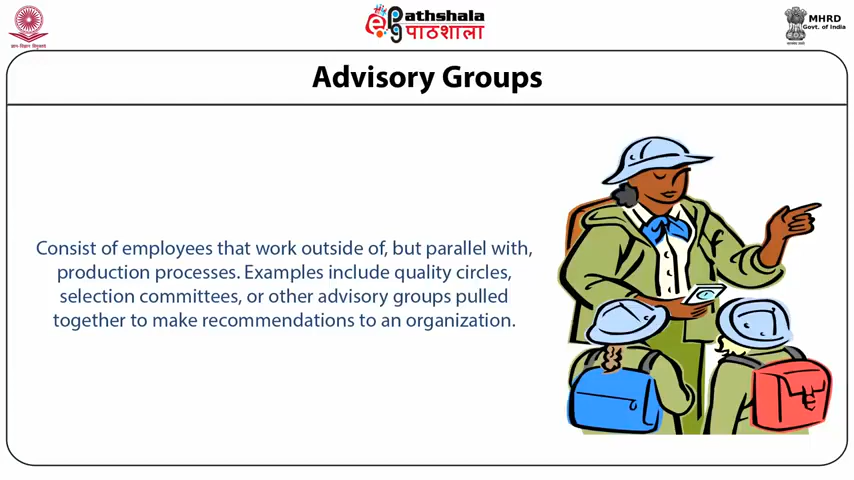 Pathshala
पाठशाला
MHRD
Govt. of India
Advisory Groups
Consist of employees that work outside of, but parallel with,
production processes. Examples include quality circles,
selection committees, or other advisory groups pulled
together to make recommendations to an organization.